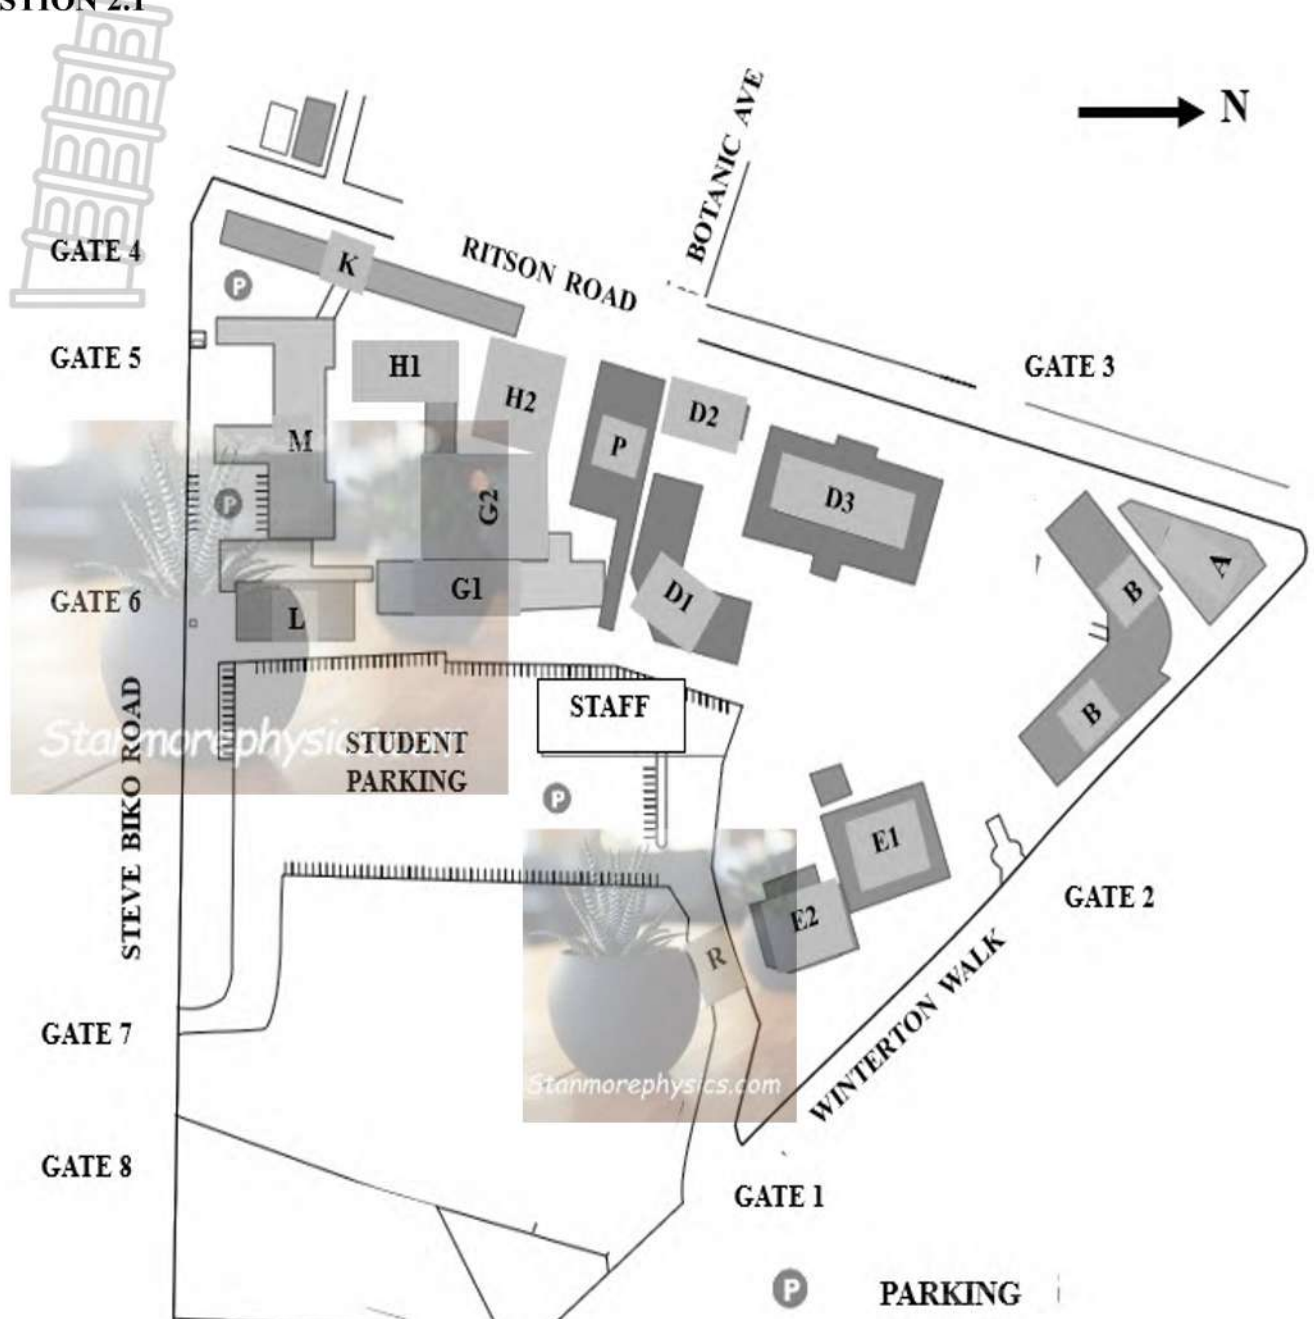 STION 2.1
BOTANIC AVE
N
GATE 4
K
RITSON ROAD
P
GATE 5
H1
H2
D2
GATE 3
M
P
D3
P
G2
A
GATE 6
L
G1
D1
B
B
STAFF
Stanmorephysics.com
STUDENT
PARKING
STEVE BIKO ROAD
P
E1
E2
GATE 2
R
WINTERTON WALK
GATE 7
Stanmorephysics.com
GATE 8
GATE 1
P PARKING